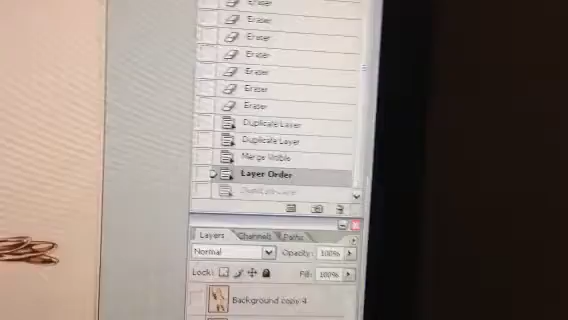 Eraser
Eraser
Eraser
Eraser
Eraser
Eraser
Eraser
Duplicate Layer
Duplicate Layer
Merge Visible
Layer Order
Layers Channels Paths
Normal Opacity: 100%
Lock: Fill: 100%
Background copy 4